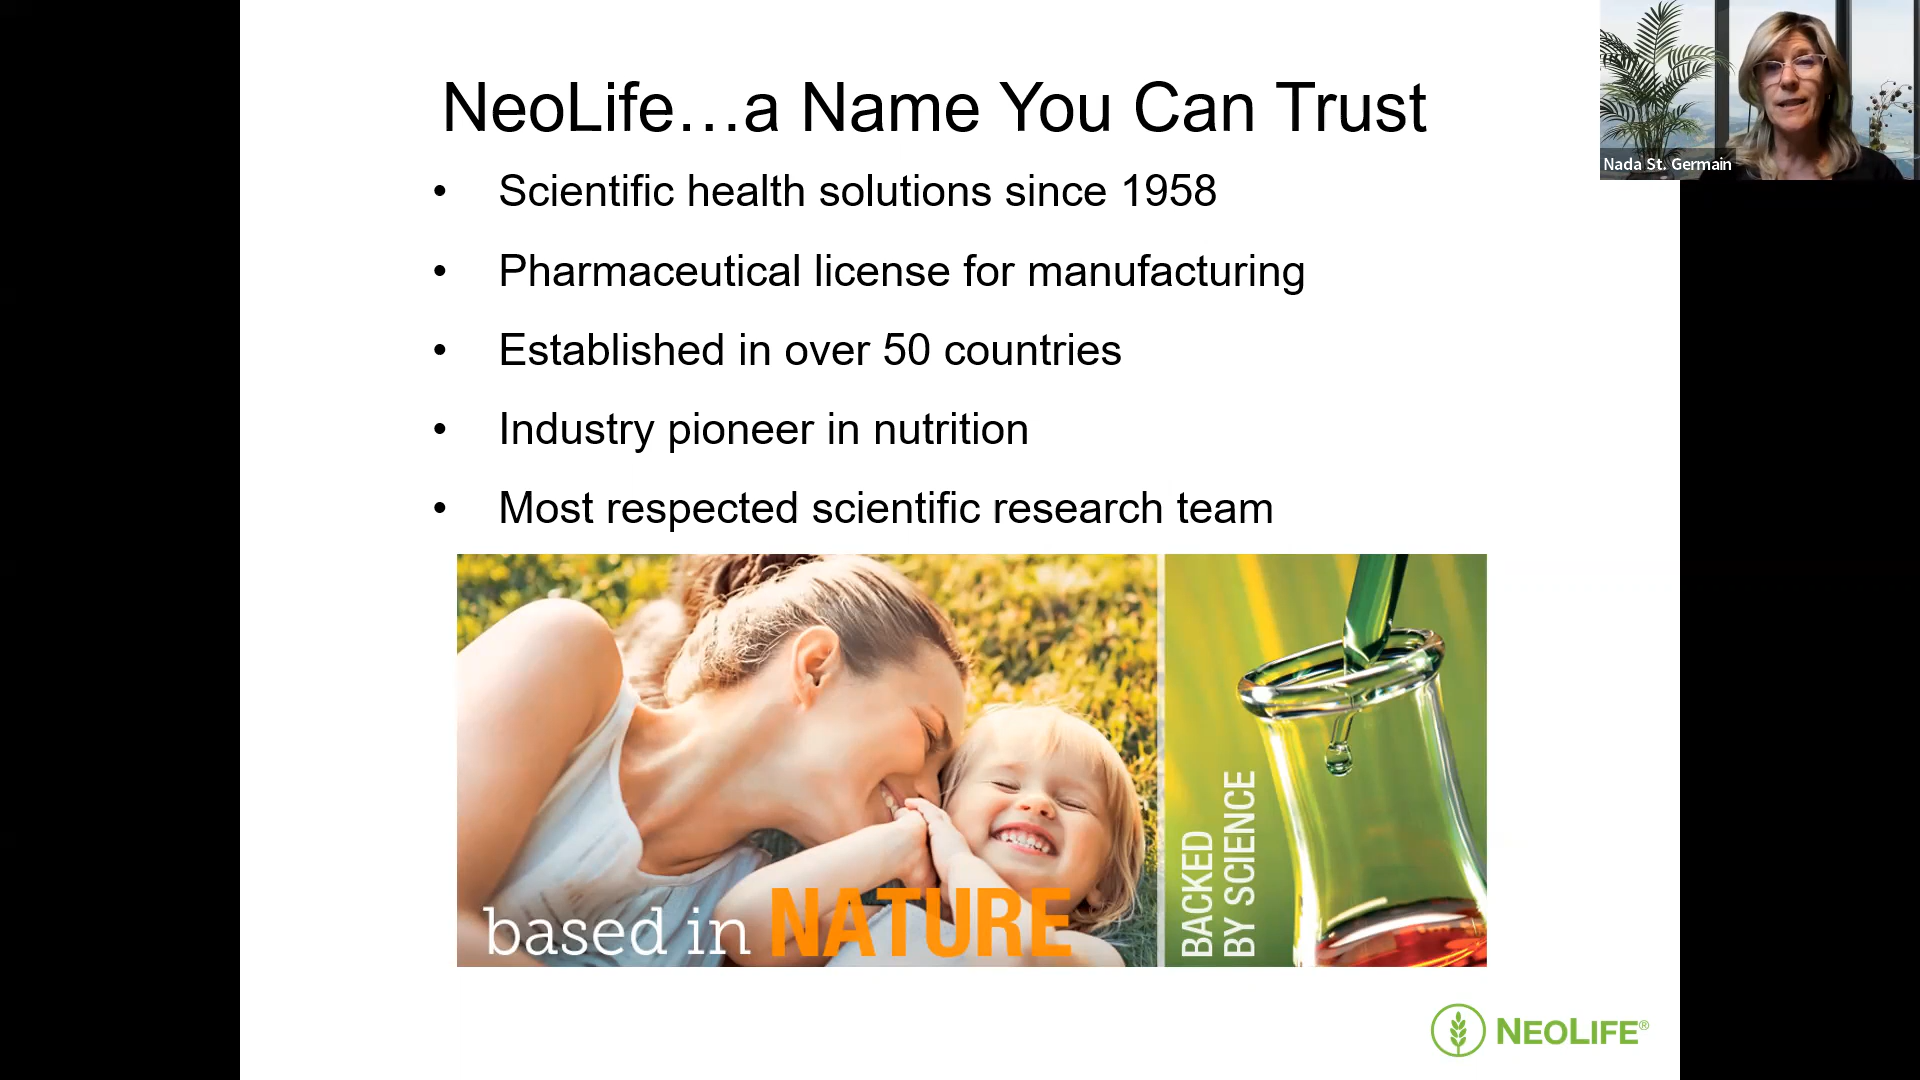 NeoLife…a Name You Can Trust
Nada St. Germain
• Scientific health solutions since 1958
• Pharmaceutical license for manufacturing
• Established in over 50 countries
• Industry pioneer in nutrition
• Most respected scientific research team
based in NATURE
BACKED
BY SCIENCE
NEOLIFE®